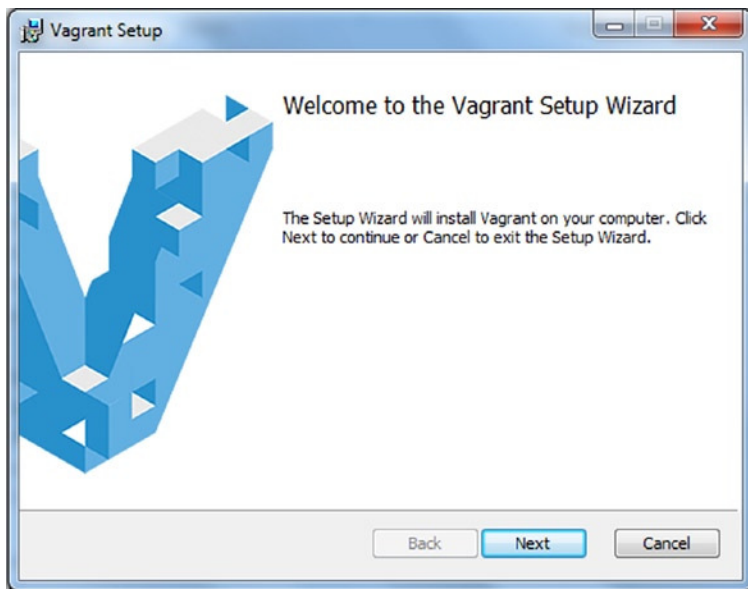 Vagrant Setup
Welcome to the Vagrant Setup Wizard
The Setup Wizard will install Vagrant on your computer. Click
Next to continue or Cancel to exit the Setup Wizard.
Back Next Cancel